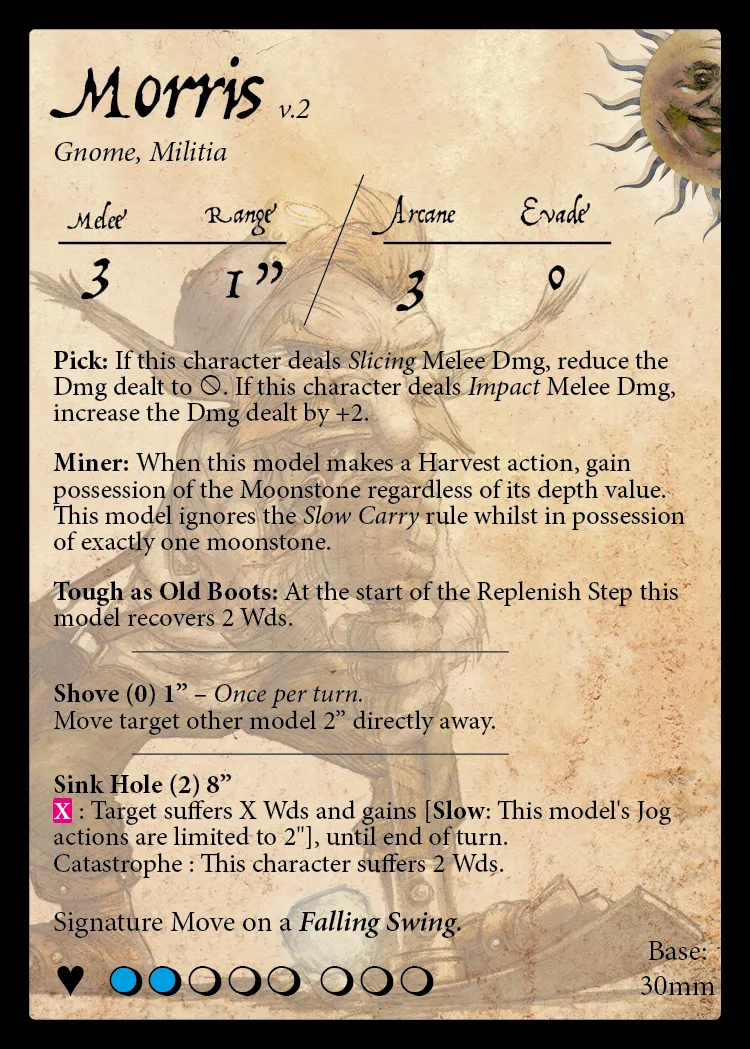 Morris v.2
Gnome, Militia
Melee Range Arcane Evade
3 1” 3 0
Pick: If this character deals Slicing Melee Dmg, reduce the
Dmg dealt to 🛇. If this character deals Impact Melee Dmg,
increase the Dmg dealt by +2.
Miner: When this model makes a Harvest action, gain
possession of the Moonstone regardless of its depth value.
This model ignores the Slow Carry rule whilst in possession
of exactly one moonstone.
Tough as Old Boots: At the start of the Replenish Step this
model recovers 2 Wds.
Shove (0) 1” – Once per turn.
Move target other model 2” directly away.
Sink Hole (2) 8”
X : Target suffers X Wds and gains [Slow: This model's Jog
actions are limited to 2"], until end of turn.
Catastrophe : This character suffers 2 Wds.
Signature Move on a Falling Swing.
Base:
30mm